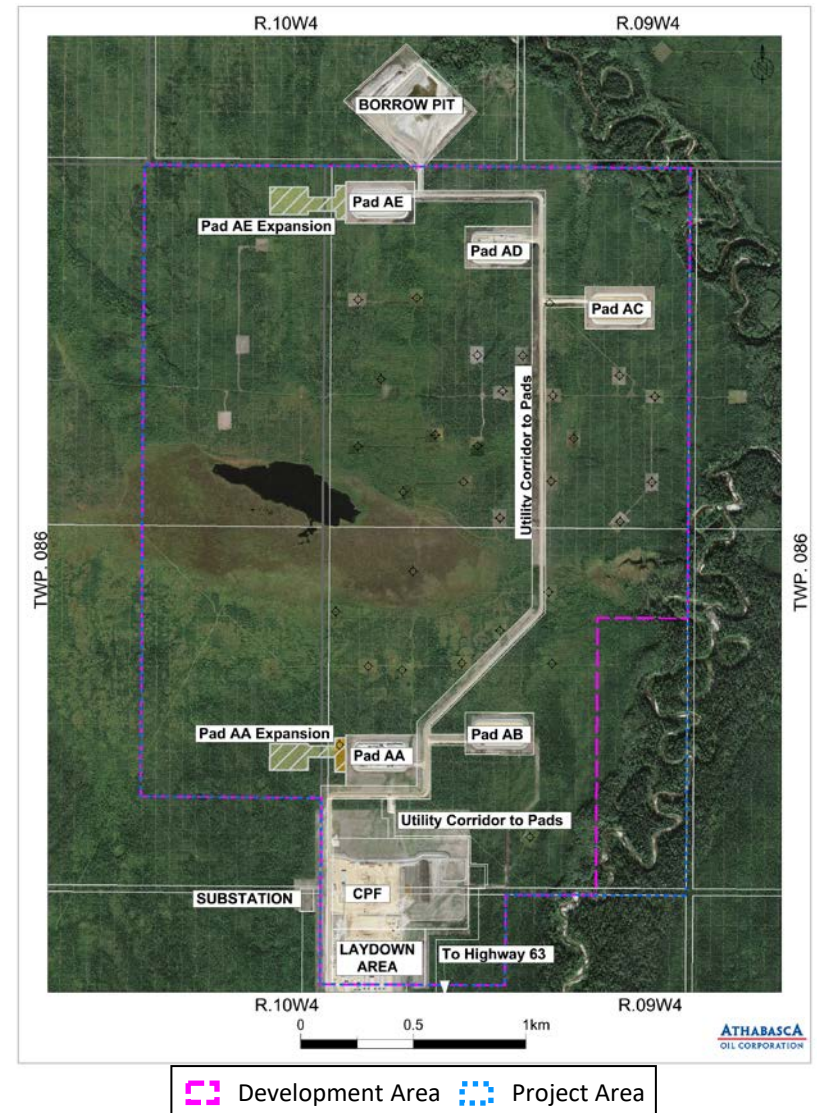 R.10W4 R.09W4
BORROW PIT
Pad AE
Pad AE Expansion
Pad AD
Pad AC
Utility Corridor to Pads
TWP. 086 TWP. 086
Pad AA Expansion
Pad AB
Pad AA
Utility Corridor to Pads
SUBSTATION CPF
LAYDOWN
AREA
To Highway 63
R.10W4 R.09W4
0 0.5 1km
ATHABASCA
OIL CORPORATION
Development Area Project Area